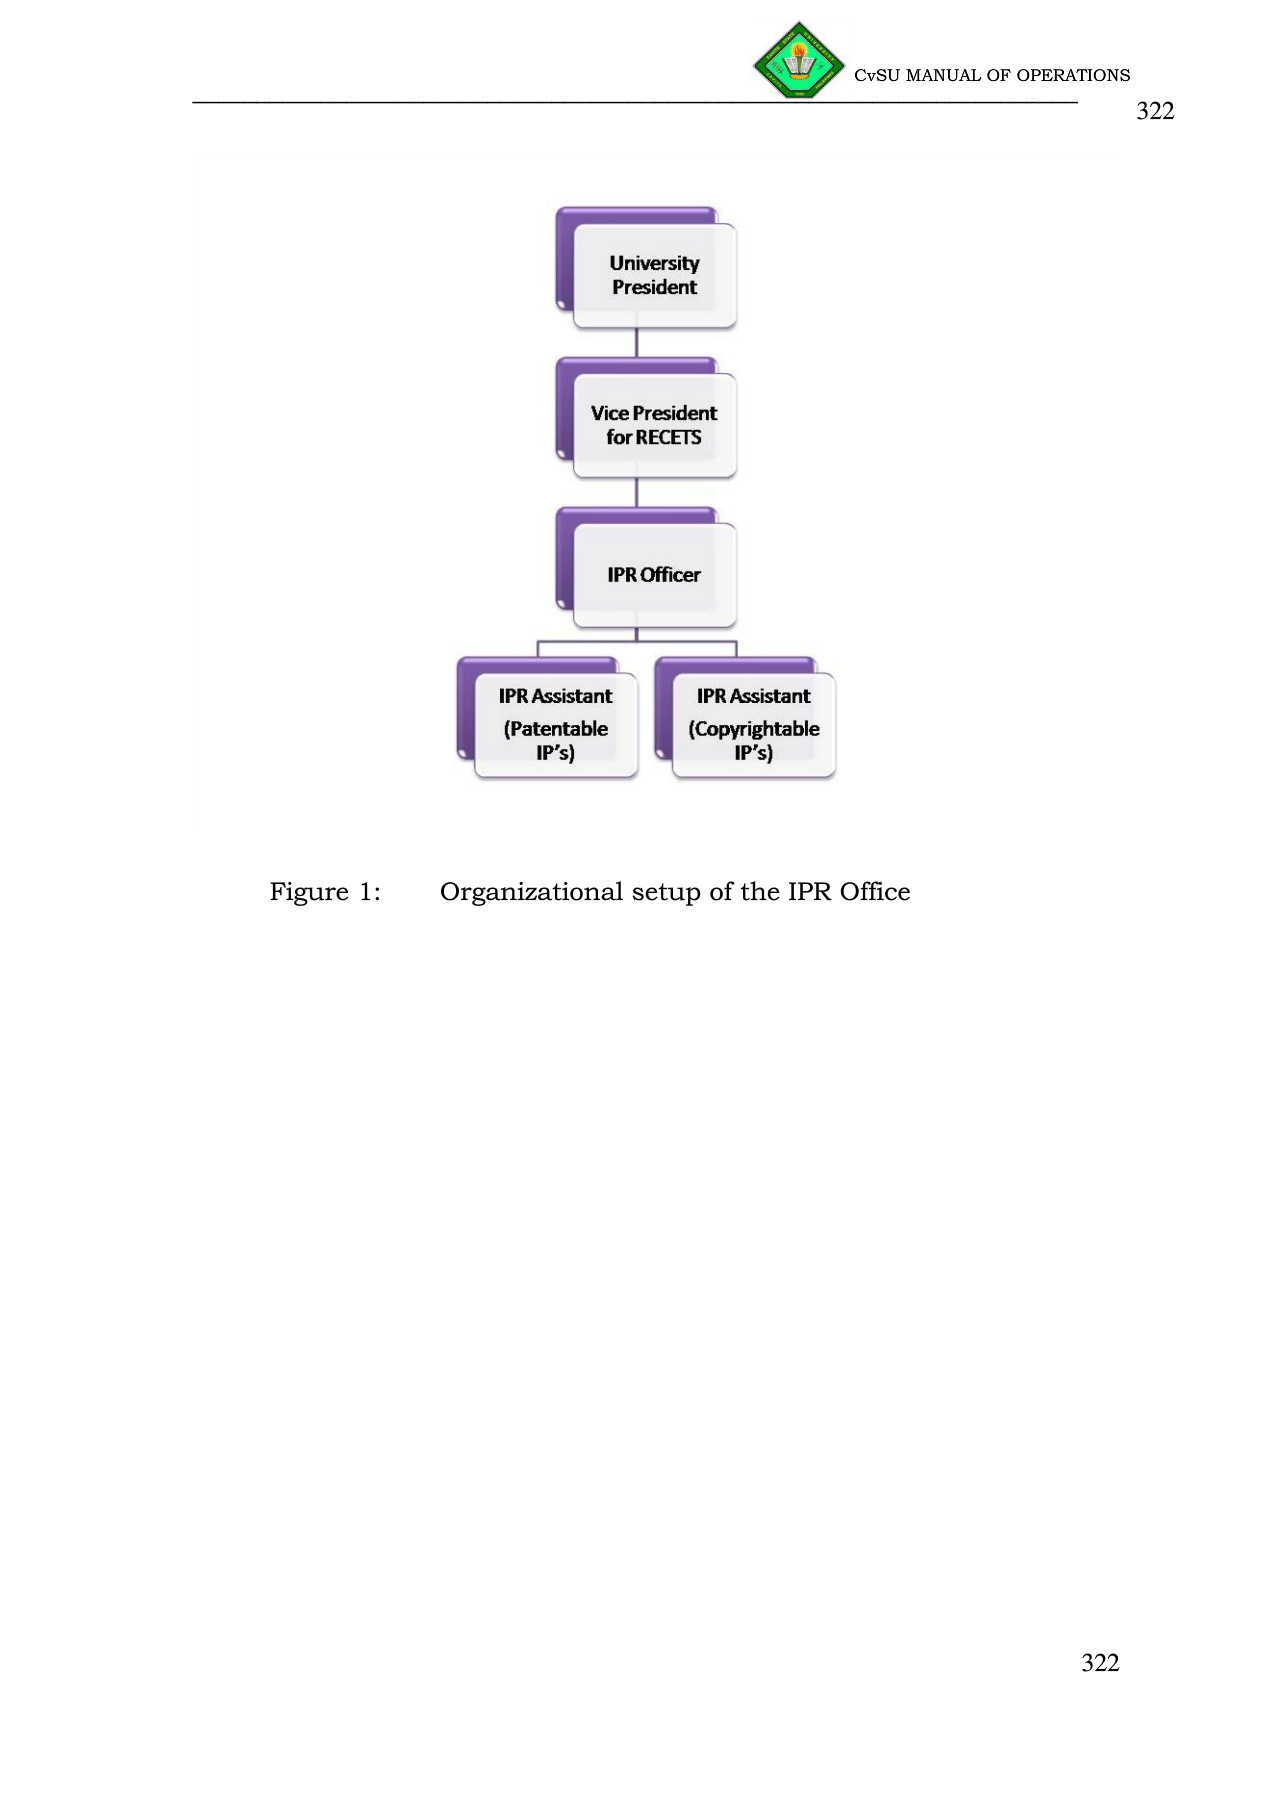 CvSU MANUAL OF OPERATIONS
322
University
President
Vice President
for RECETS
IPR Officer
IPR Assistant
(Patentable
IP's)
IPR Assistant
(Copyrightable
IP's)
Figure 1: Organizational setup of the IPR Office
322